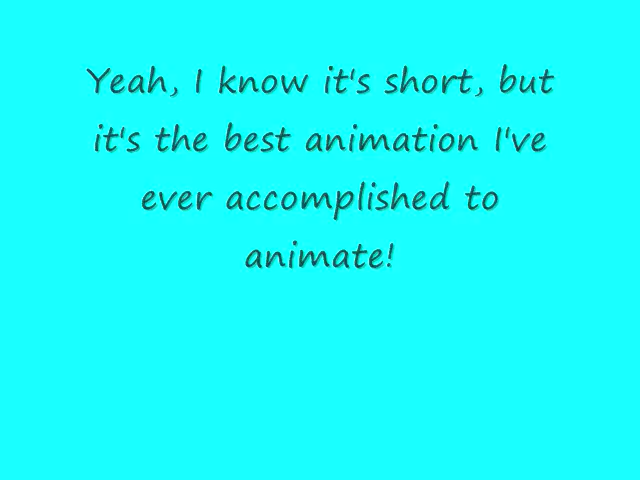 Yeah, I know it's short, but
it's the best animation I've
ever accomplished to
animate!